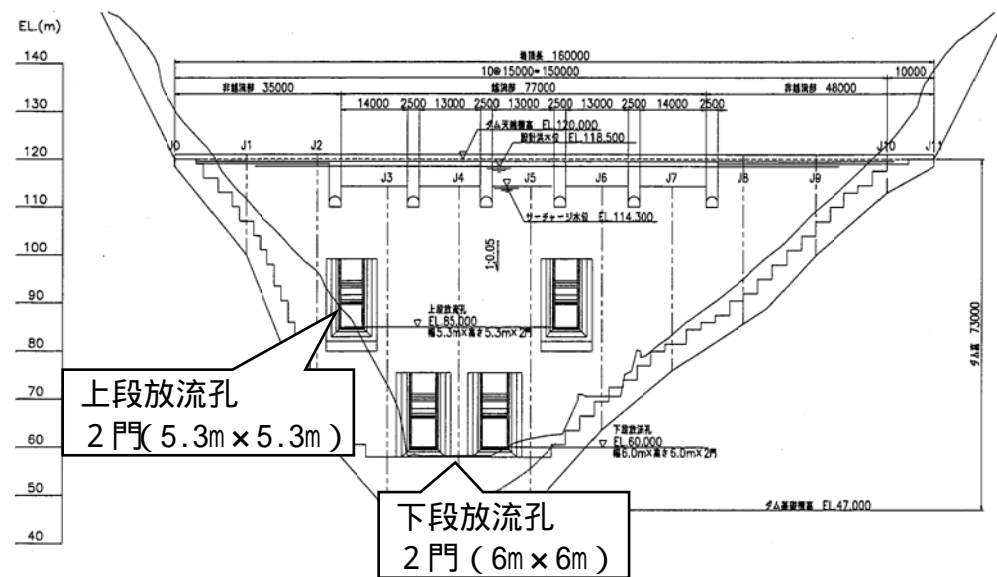 EL.(m)
140
130
120
110
100
90
80
70
60
50
40
堤頂長 160000
10@15000=150000
10000
非越流部 35000
越流部 77000
非越流部 48000
14000 2500 13000 2500 13000 2500 13000 2500 14000 2500
ダム天端標高 EL.120.000
設計洪水位 EL.118.500
J0 J1 J2 J3 J4 J5 J6 J7 J8 J9 J10 J11
サーチャージ水位 EL.114.300
1:0.05
上段放流孔
EL.85.000
幅5.3m×高さ5.3m×2門
ダム高 73000
上段放流孔
2門(5.3m×5.3m)
下段放流孔
EL.60.000
幅6.0m×高さ5.0m×2門
下段放流孔
2門(6m×6m)
ダム基礎標高 EL.47.000